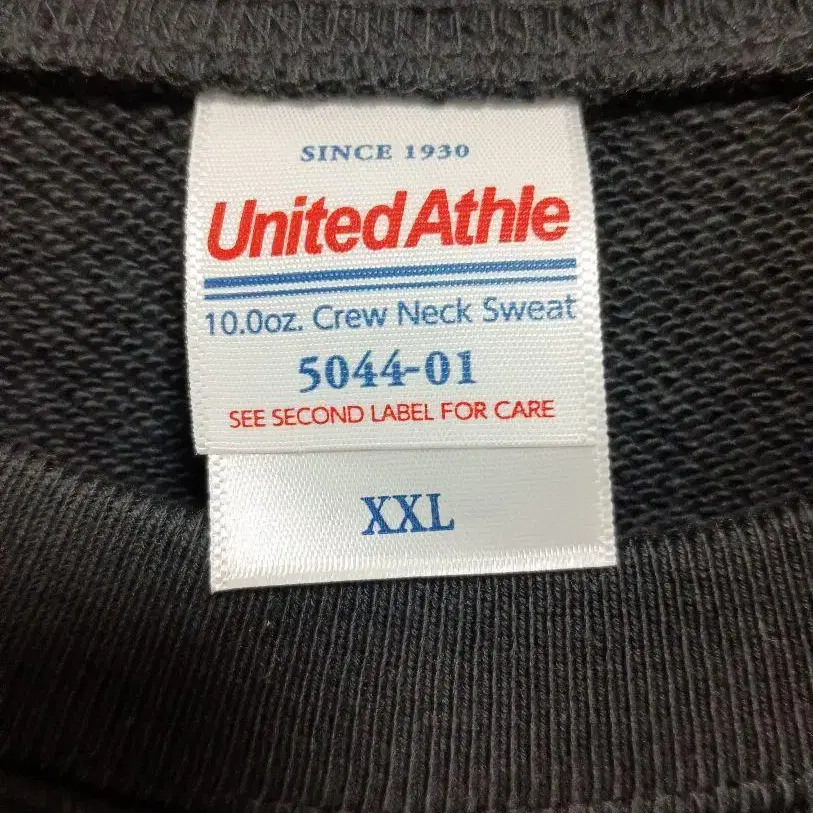 SINCE 1930
United Athle
10.0oz. Crew Neck Sweat
5044-01
SEE SECOND LABEL FOR CARE
XXL